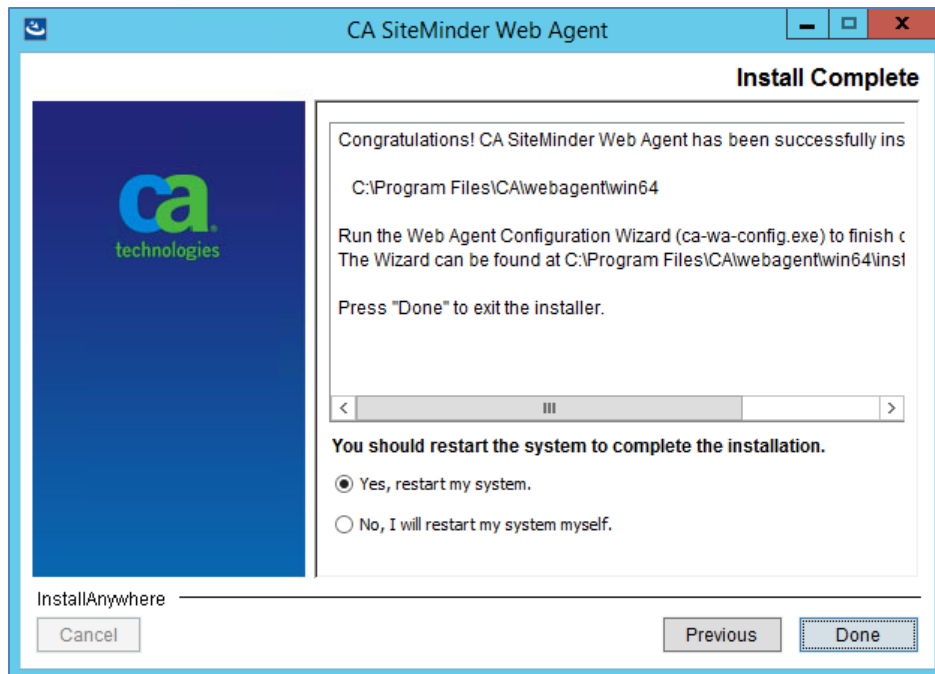 CA SiteMinder Web Agent
Install Complete
ca
technologies
Congratulations! CA SiteMinder Web Agent has been successfully ins
C:\Program Files\CA\webagent\win64
Run the Web Agent Configuration Wizard (ca-wa-config.exe) to finish c
The Wizard can be found at C:\Program Files\CA\webagent\win64\inst
Press "Done" to exit the installer.
You should restart the system to complete the installation.
Yes, restart my system.
No, I will restart my system myself.
InstallAnywhere
Cancel
Previous
Done